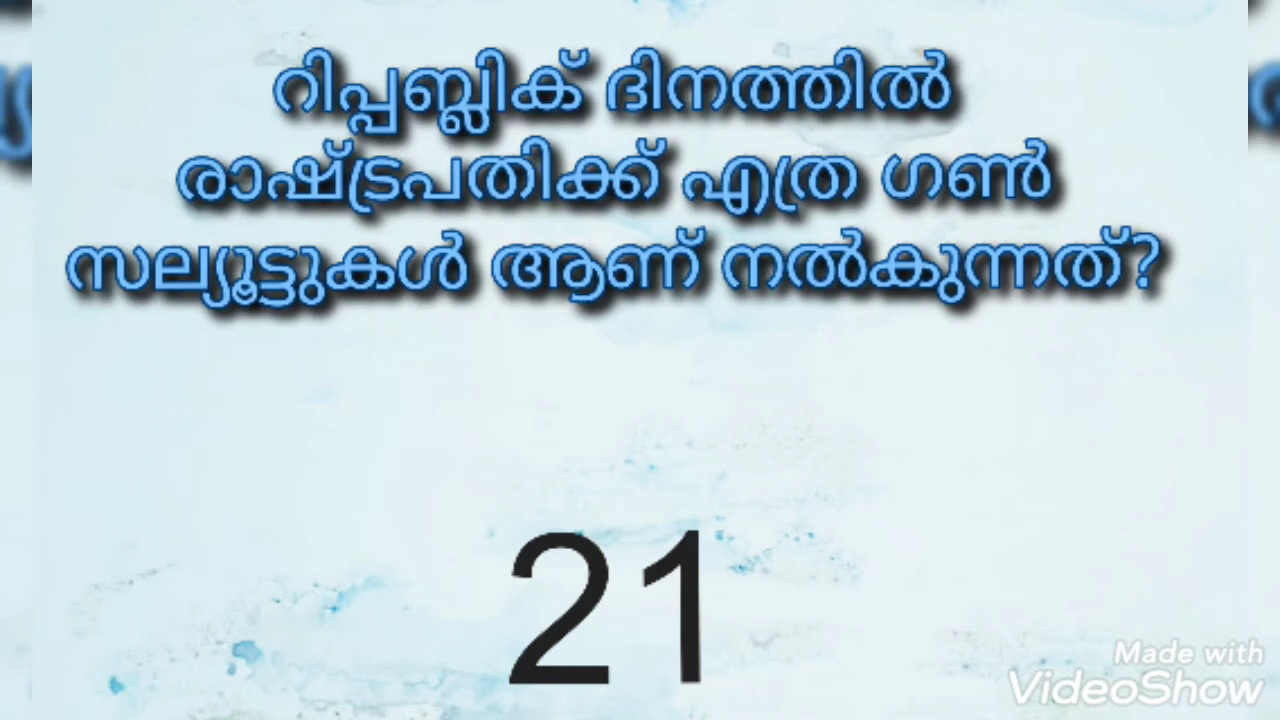 റിപ്പബ്ലിക് ദിനത്തിൽ
രാഷ്ട്രപതിക്ക് എത്ര ഗൺ
സല്യൂട്ടുകൾ ആണ് നൽകുന്നത്?
21
Made with
VideoShow